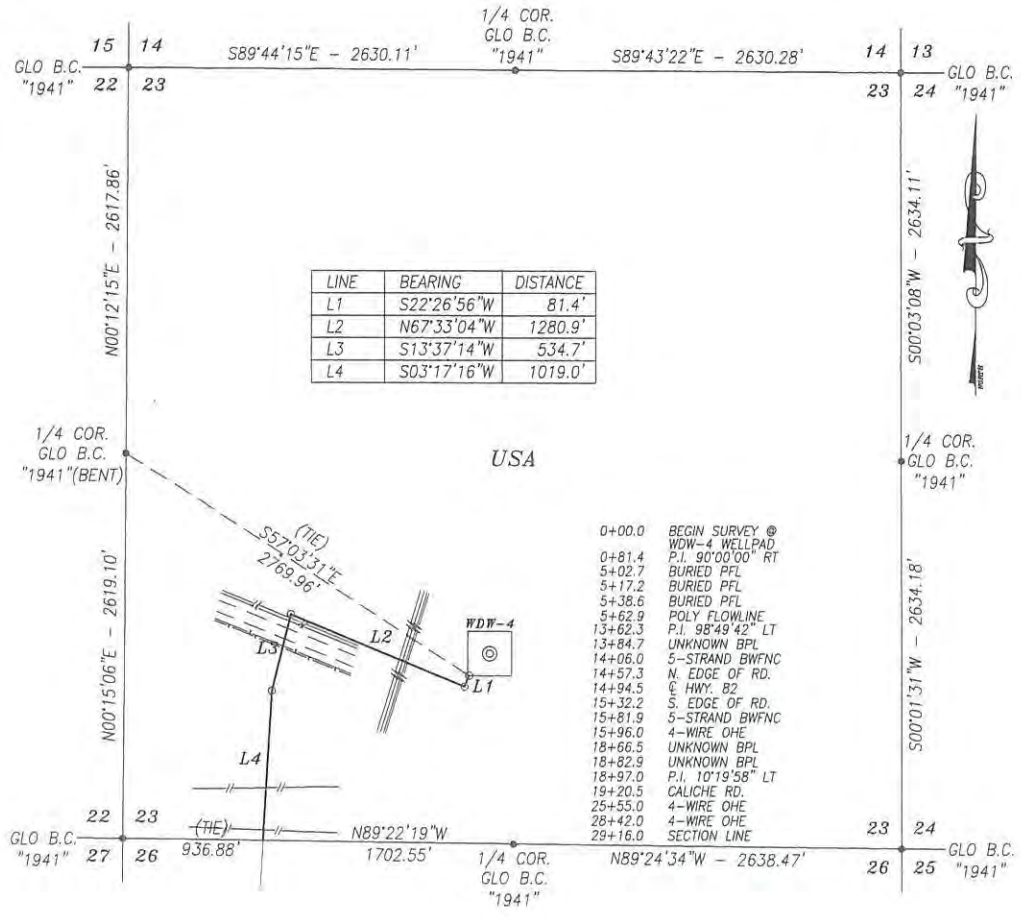 1/4 COR.
GLO B.C.
"1941"
15 14
S89°44'15"E - 2630.11'
S89°43'22"E - 2630.28'
14 13
GLO B.C.
"1941"
22 23
23 24
GLO B.C.
"1941"
N00°12'15"E - 2617.86'
S00°03'08"W - 2634.11'
LINE BEARING DISTANCE
L1 S22°26'56"W 81.4'
L2 N67°33'04"W 1280.9'
L3 S13°37'14"W 534.7'
L4 S03°17'16"W 1019.0'
1/4 COR.
GLO B.C.
"1941"(BENT)
USA
1/4 COR.
GLO B.C.
"1941"
(TIE)
S57°03'31"E
2769.96'
N00°15'06"E - 2619.10'
S00°01'31"W - 2634.18'
WDW-4
L2
L3
L1
L4
0+00.0 BEGIN SURVEY @
WDW-4 WELLPAD
0+81.4 P.I. 90°00'00" RT
5+02.7 BURIED PFL
5+17.2 BURIED PFL
5+38.6 BURIED PFL
5+62.9 POLY FLOWLINE
13+62.3 P.I. 98°49'42" LT
13+84.7 UNKNOWN BPL
14+06.0 5-STRAND BWFNC
14+57.3 N. EDGE OF RD.
14+94.5 ℄ HWY. 82
15+32.2 S. EDGE OF RD.
15+81.9 5-STRAND BWFNC
15+96.0 4-WIRE OHE
18+66.5 UNKNOWN BPL
18+82.9 UNKNOWN BPL
18+97.0 P.I. 10°19'58" LT
19+20.5 CALICHE RD.
25+55.0 4-WIRE OHE
28+42.0 4-WIRE OHE
29+16.0 SECTION LINE
22 23
GLO B.C.
"1941"
27 26
(TIE)
936.88'
N89°22'19"W
1702.55'
1/4 COR.
GLO B.C.
"1941"
N89°24'34"W - 2638.47'
23 24
26 25
GLO B.C.
"1941"